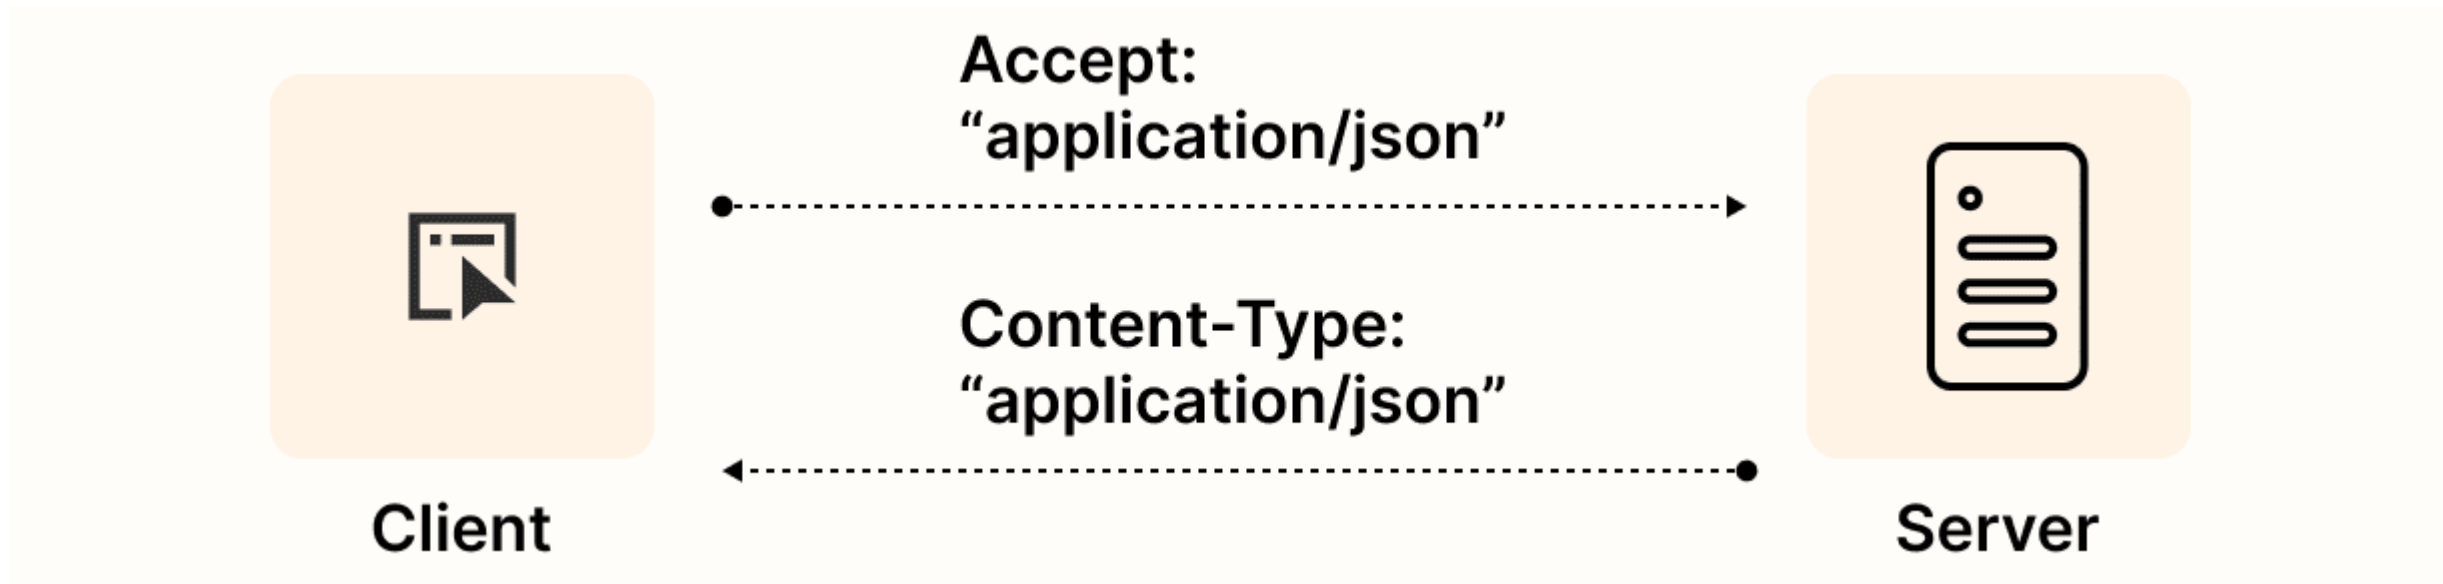 Accept:
“application/json”
Content-Type:
“application/json”
Client
Server